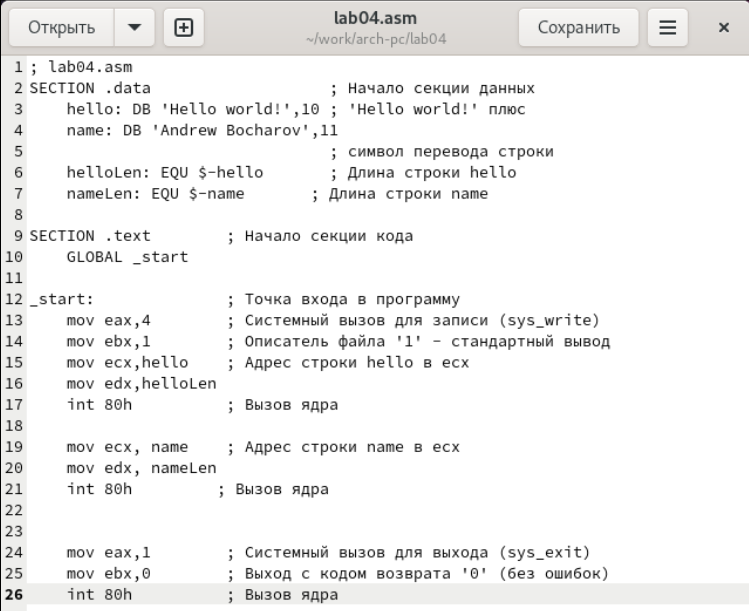 Открыть
lab04.asm
~/work/arch-pc/lab04
Сохранить
1 ; lab04.asm
2 SECTION .data ; Начало секции данных
3 hello: DB 'Hello world!',10 ; 'Hello world!' плюс
4 name: DB 'Andrew Bocharov',11
5 ; символ перевода строки
6 helloLen: EQU $-hello ; Длина строки hello
7 nameLen: EQU $-name ; Длина строки name
8
9 SECTION .text ; Начало секции кода
10 GLOBAL _start
11
12 _start: ; Точка входа в программу
13 mov eax,4 ; Системный вызов для записи (sys_write)
14 mov ebx,1 ; Описатель файла '1' - стандартный вывод
15 mov ecx,hello ; Адрес строки hello в ecx
16 mov edx,helloLen
17 int 80h ; Вызов ядра
18
19 mov ecx, name ; Адрес строки name в ecx
20 mov edx, nameLen
21 int 80h ; Вызов ядра
22
23
24 mov eax,1 ; Системный вызов для выхода (sys_exit)
25 mov ebx,0 ; Выход с кодом возврата '0' (без ошибок)
26 int 80h ; Вызов ядра